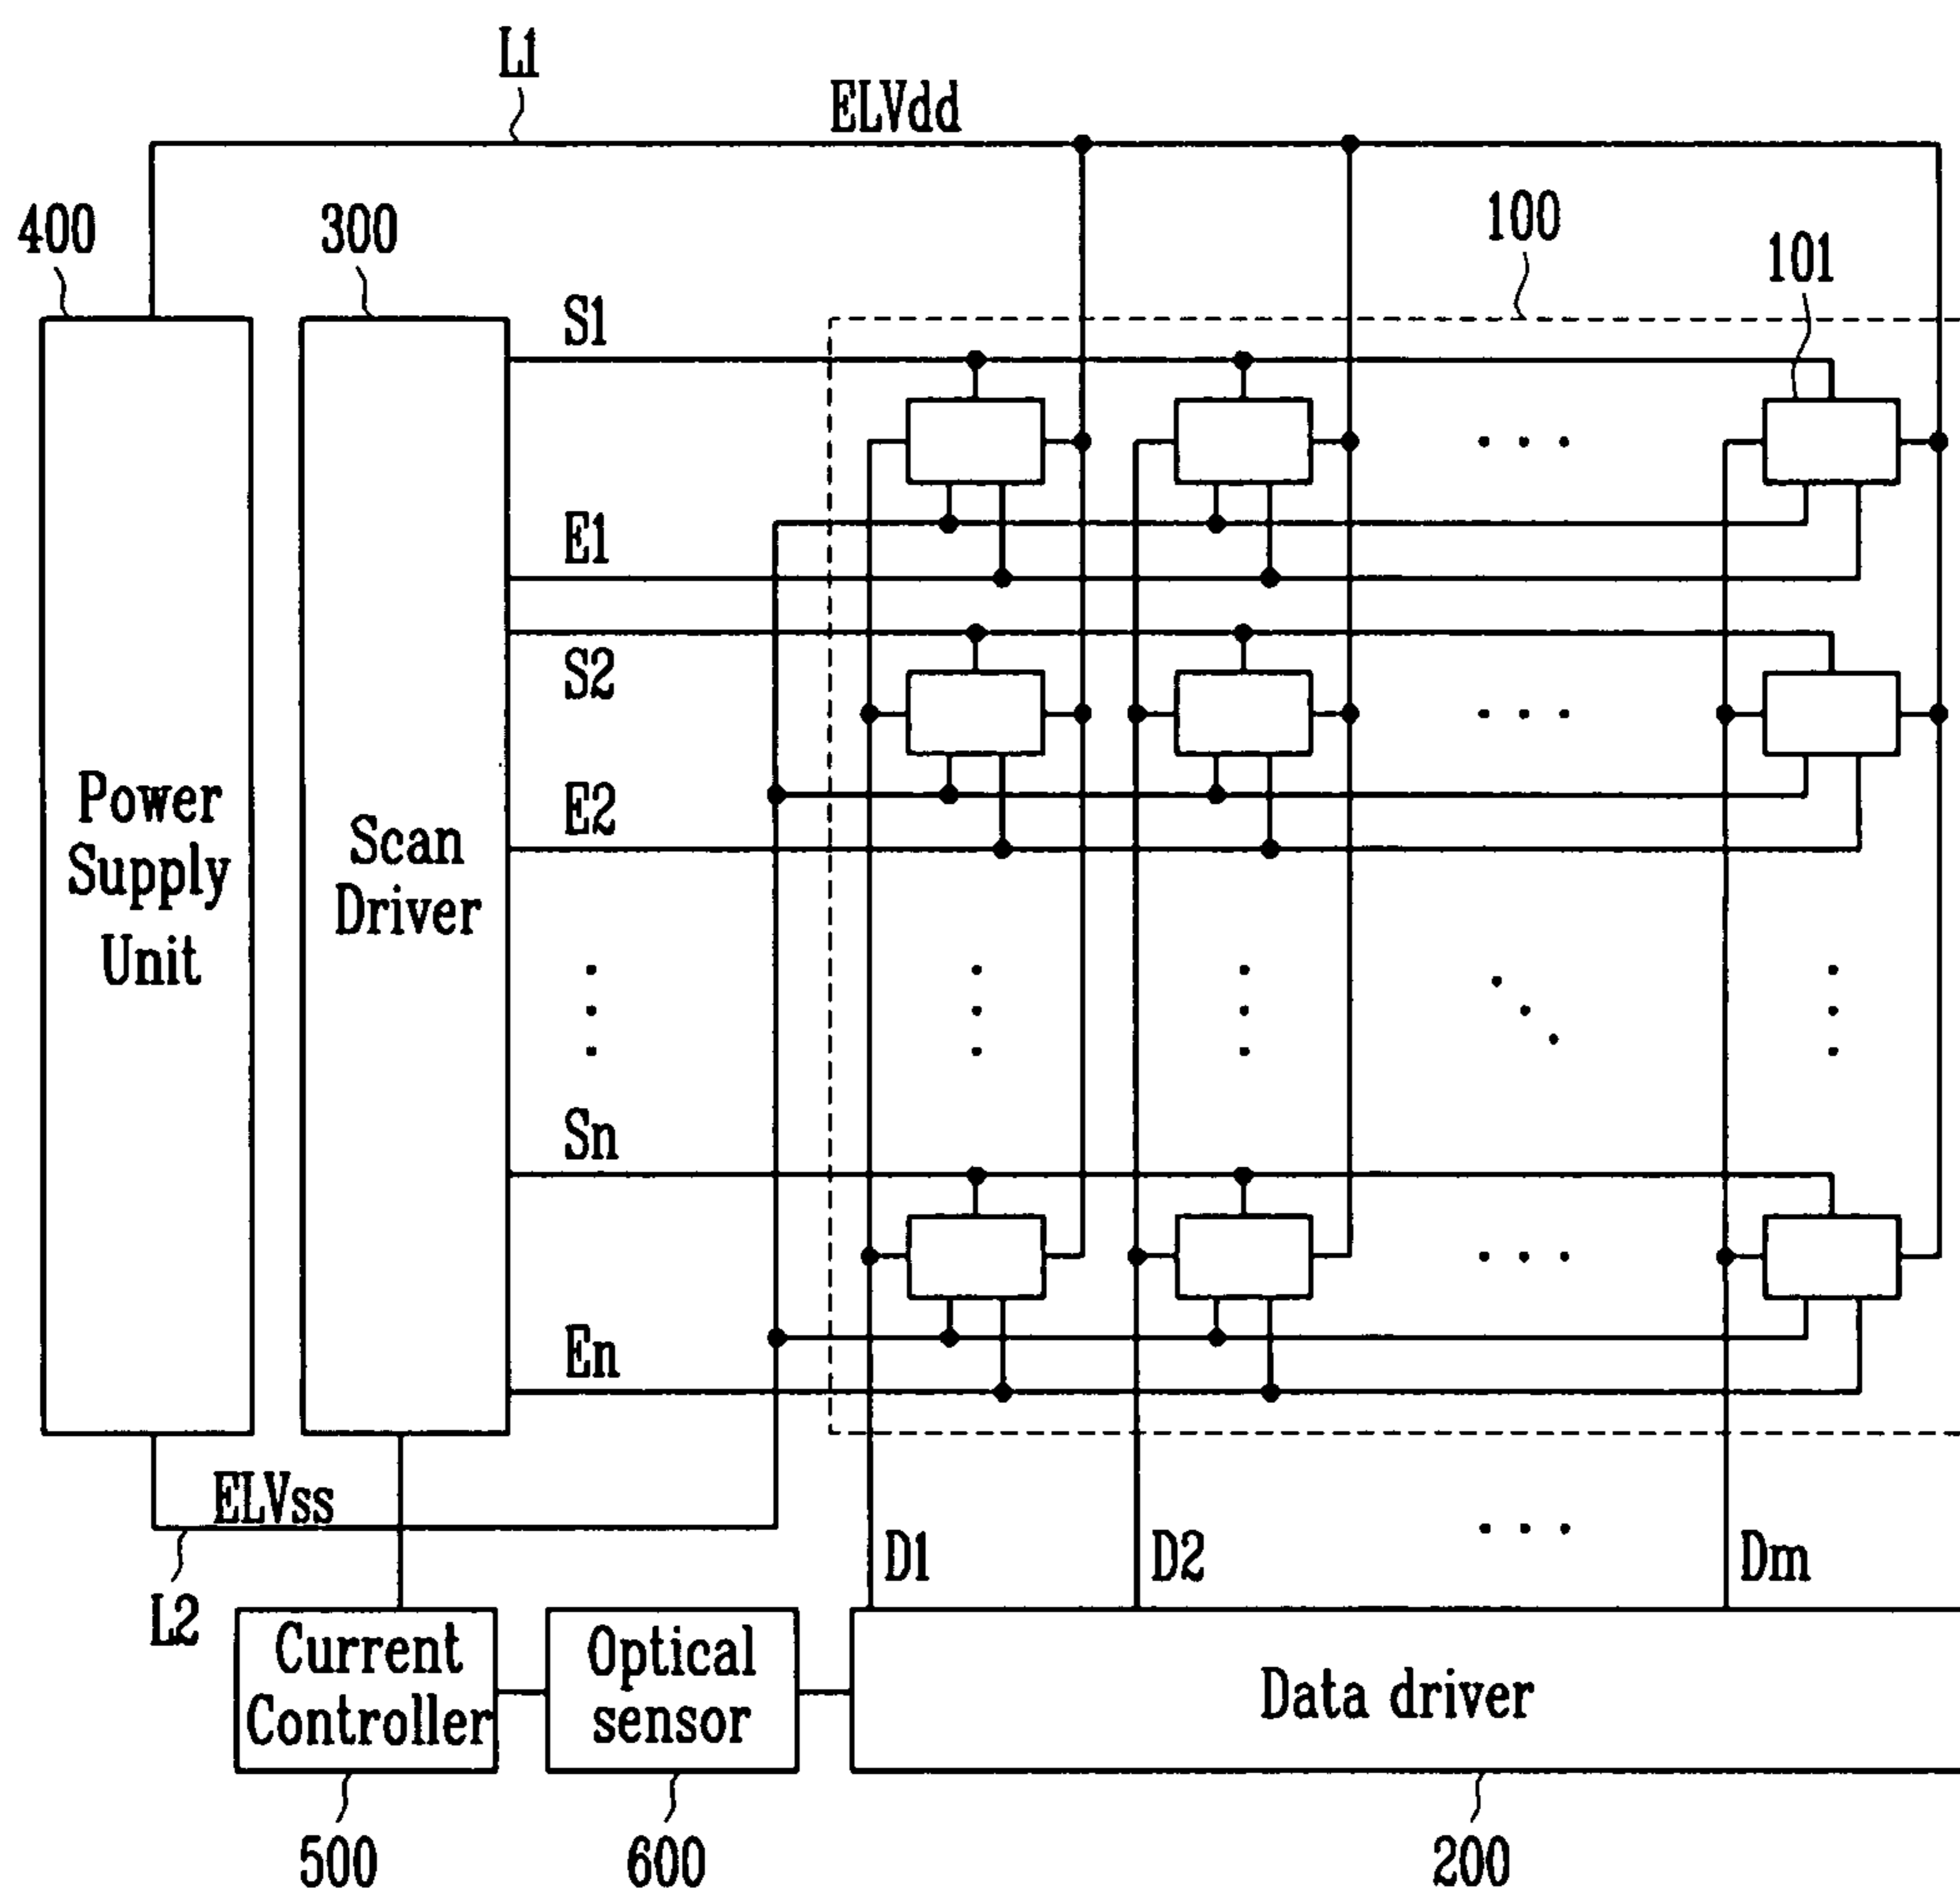 L1
ELVdd
400
300
100
101
S1
E1
S2
E2
Power
Supply
Unit
Scan
Driver
Sn
En
ELVss
L2
D1
D2
Dm
Current
Controller
Optical
sensor
Data driver
500
600
200